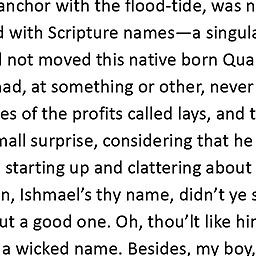 anchor with the flood-tide, was n
d with Scripture names—a singula
not moved this native born Qua
had, at something or other, never
es of the profits called lays, and t
mall surprise, considering that he
starting up and clattering about
n, Ishmael’s thy name, didn’t ye s
ut a good one. Oh, thou’lt like hi
a wicked name. Besides, my boy,